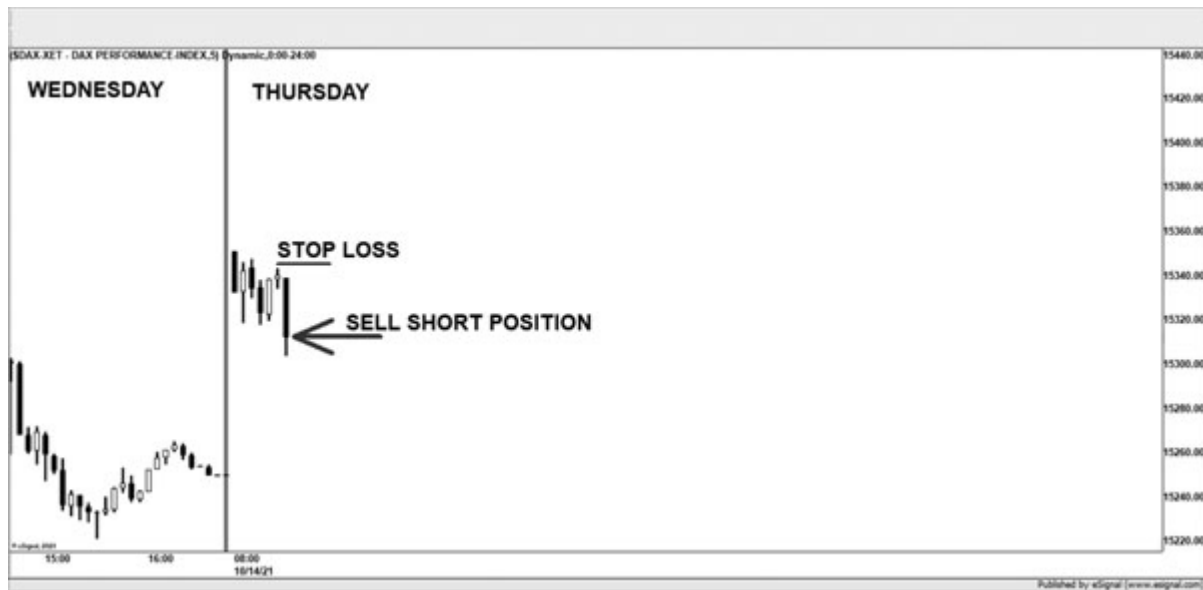 ($DAX-XET - DAX PERFORMANCE-INDEX,5) Dynamic,0:00-24:00
WEDNESDAY
THURSDAY
STOP LOSS
SELL SHORT POSITION
15440.00
15420.00
15400.00
15380.00
15360.00
15340.00
15320.00
15300.00
15280.00
15260.00
15240.00
15220.00
© eSignal, 2021
15:00
16:00
08:00
10/14/21
Published by eSignal (www.esignal.com)